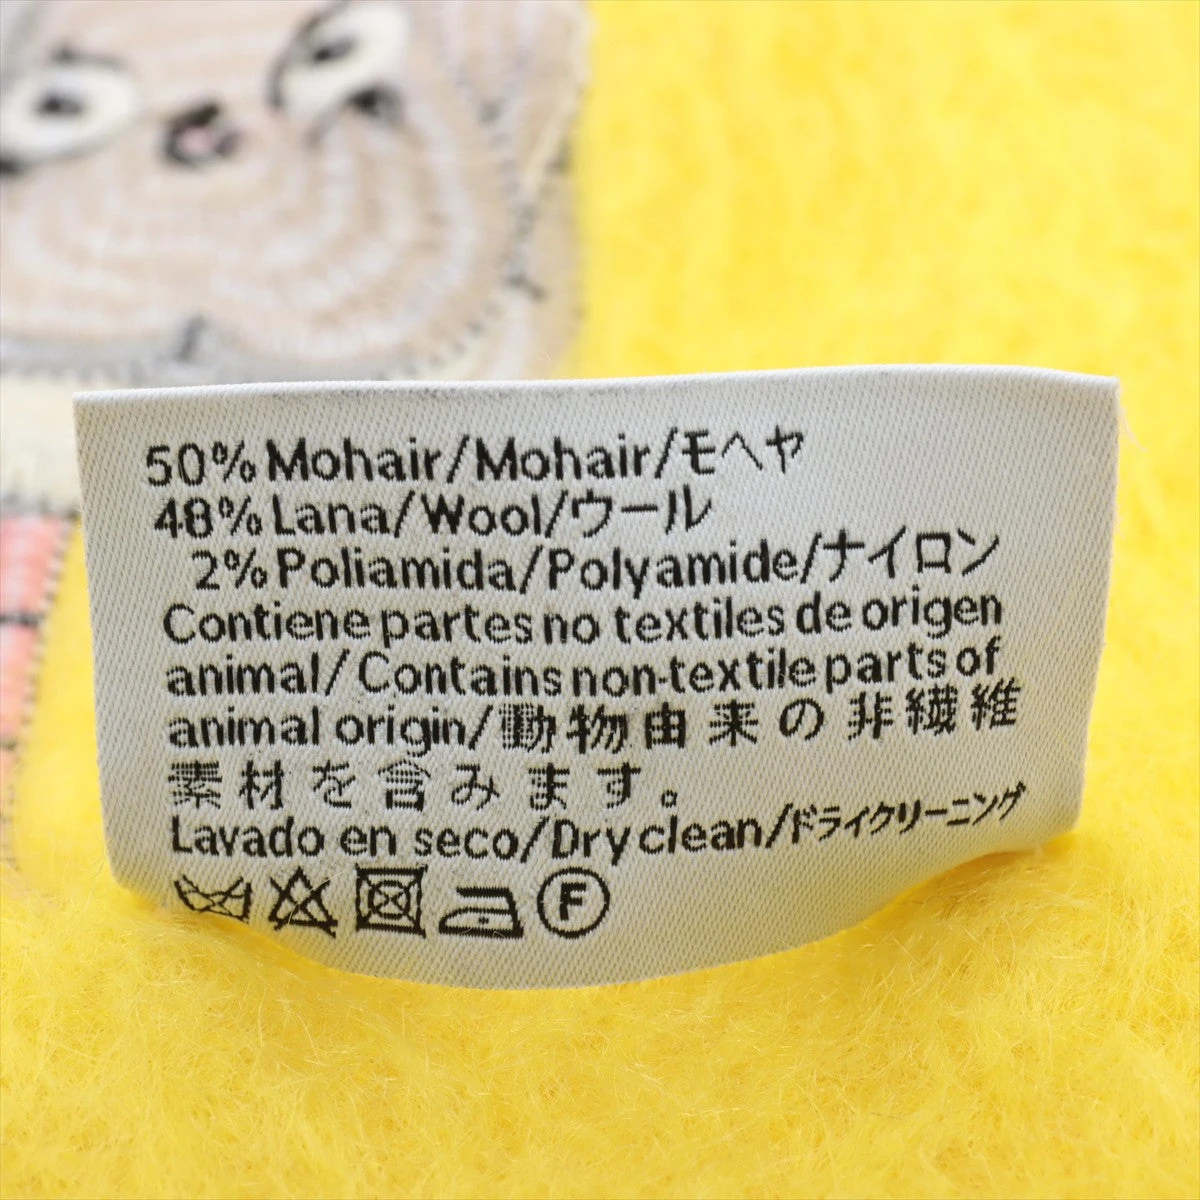 50% Mohair/Mohair/モヘヤ
48% Lana/Wool/ウール
2% Poliamida/Polyamide/ナイロン
Contiene partes no textiles de origen
animal/Contains non-textile parts of
animal origin/動物由来の非繊維
素材を含みます。
Lavado en seco/Dry clean/ドライクリーニング
F